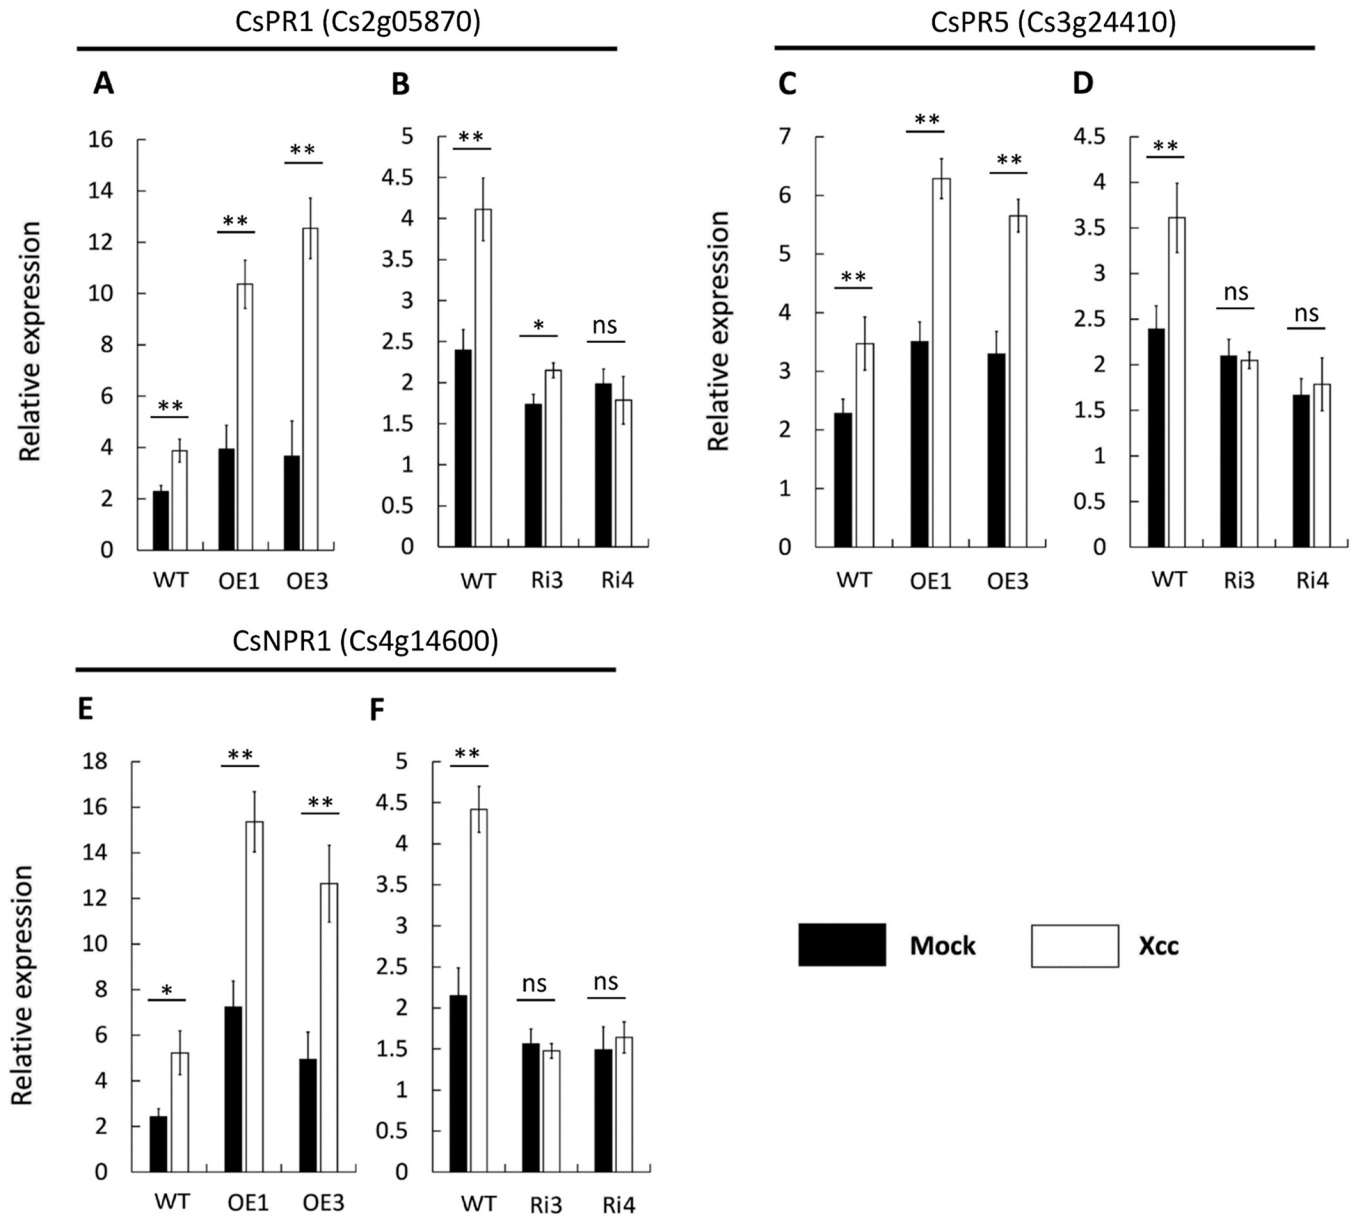 CsPR1 (Cs2g05870)
CsPR5 (Cs3g24410)
A
B
C
D
Relative expression
16
14
12
10
8
6
4
2
0
**
**
**
WT
OE1
OE3
5
4.5
4
3.5
3
2.5
2
1.5
1
0.5
0
**
*
ns
WT
Ri3
Ri4
Relative expression
7
6
5
4
3
2
1
0
**
**
**
WT
OE1
OE3
4.5
4
3.5
3
2.5
2
1.5
1
0.5
0
**
ns
ns
WT
Ri3
Ri4
CsNPR1 (Cs4g14600)
E
F
Relative expression
18
16
14
12
10
8
6
4
2
0
*
**
**
WT
OE1
OE3
5
4.5
4
3.5
3
2.5
2
1.5
1
0.5
0
**
ns
ns
WT
Ri3
Ri4
Mock
Xcc